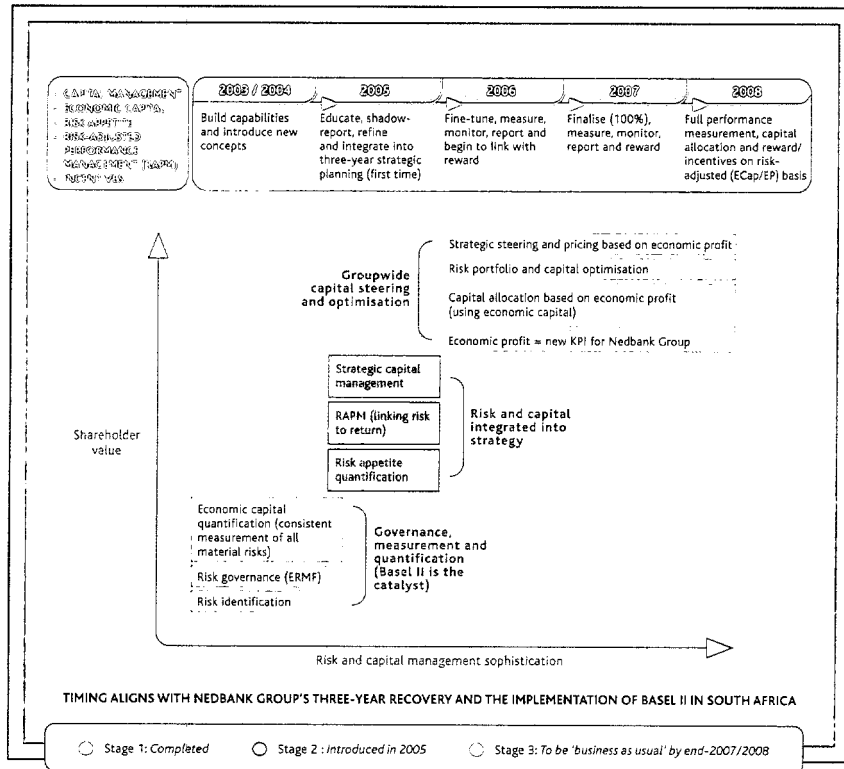 - CAPITAL MANAGEMENT
- ECONOMIC CAPITAL
- RISK APPETITE
- RISK-ADJUSTED
PERFORMANCE
MANAGEMENT (RAPM)
- INCENTIVES
2003 / 2004
Build capabilities
and introduce new
concepts
2005
Educate, shadow-
report, refine
and integrate into
three-year strategic
planning (first time)
2006
Fine-tune, measure,
monitor, report and
begin to link with
reward
2007
Finalise (100%),
measure, monitor,
report and reward
2008
Full performance
measurement, capital
allocation and reward/
incentives on risk-
adjusted (ECap/EP) basis
Groupwide
capital steering
and optimisation
Strategic steering and pricing based on economic profit
Risk portfolio and capital optimisation
Capital allocation based on economic profit
(using economic capital)
Economic profit = new KPI for Nedbank Group
Strategic capital
management
RAPM (linking risk
to return)
Risk appetite
quantification
Risk and capital
integrated into
strategy
Shareholder
value
Economic capital
quantification (consistent
measurement of all
material risks)
Risk governance (ERMF)
Risk identification
Governance,
measurement and
quantification
(Basel II is the
catalyst)
Risk and capital management sophistication
TIMING ALIGNS WITH NEDBANK GROUP'S THREE-YEAR RECOVERY AND THE IMPLEMENTATION OF BASEL II IN SOUTH AFRICA
Stage 1: Completed
Stage 2 : Introduced in 2005
Stage 3: To be 'business as usual' by end-2007/2008